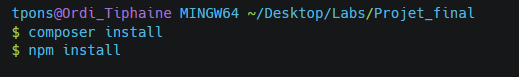 tpons@Ordi_Tiphaine MINGW64 ~/Desktop/Labs/Projet_final
$ composer install
$ npm install